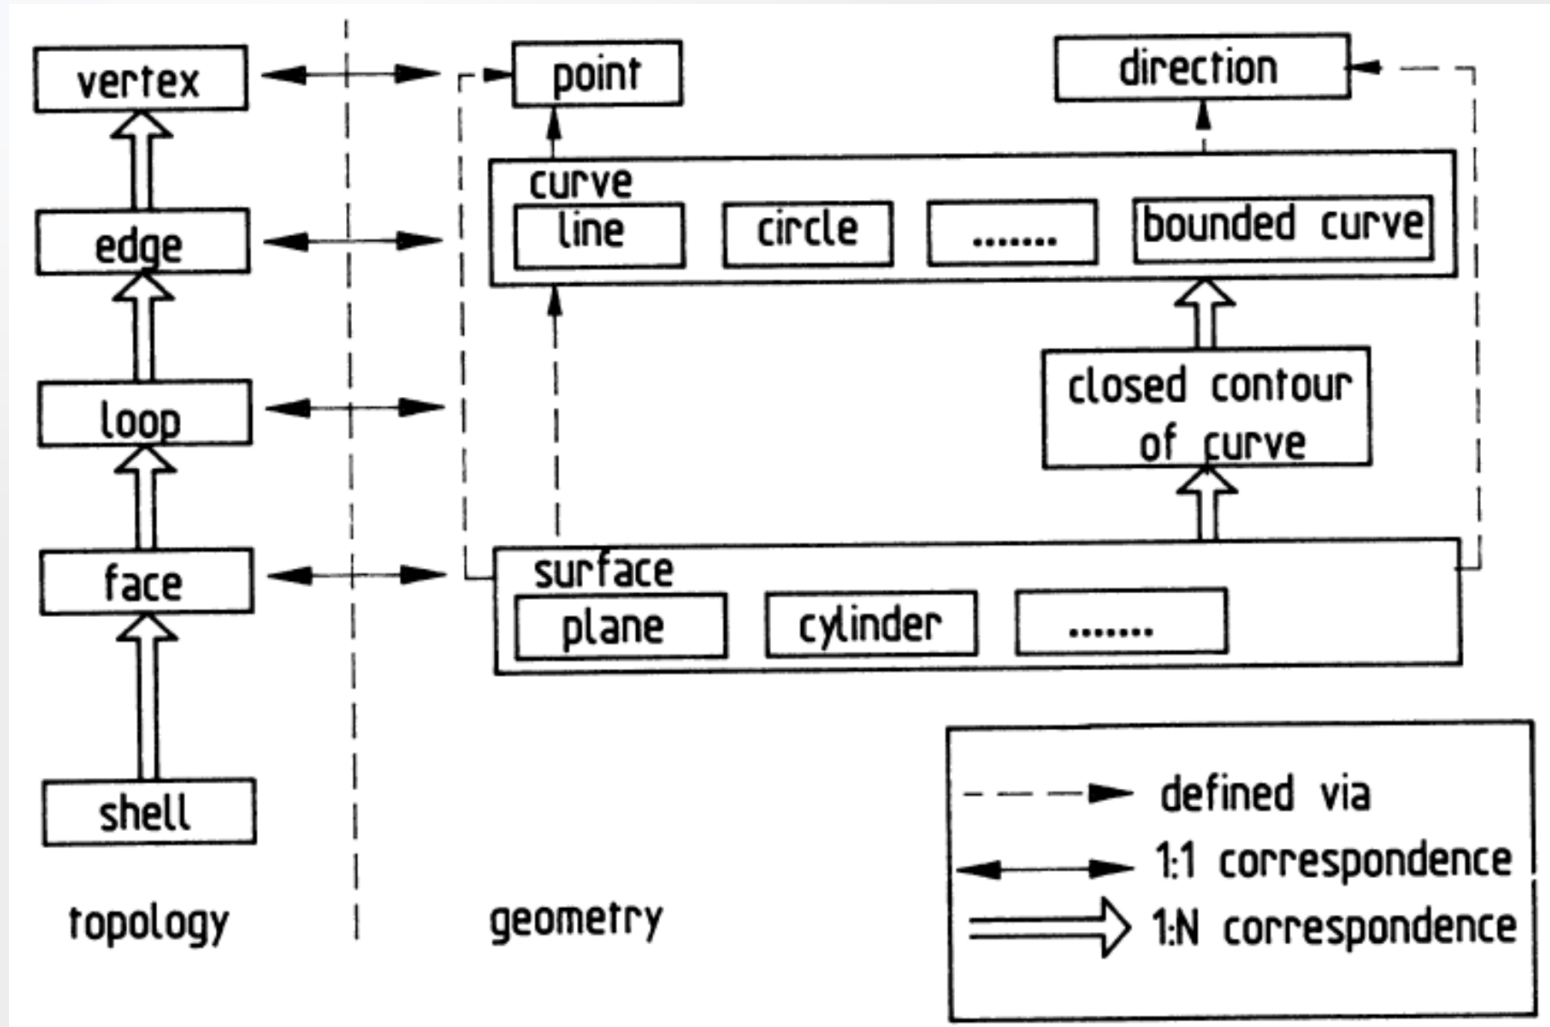 vertex
point
direction
curve
line
circle
.......
bounded curve
edge
closed contour
of curve
loop
surface
face
plane
cylinder
.......
shell
defined via
1:1 correspondence
1:N correspondence
topology
geometry